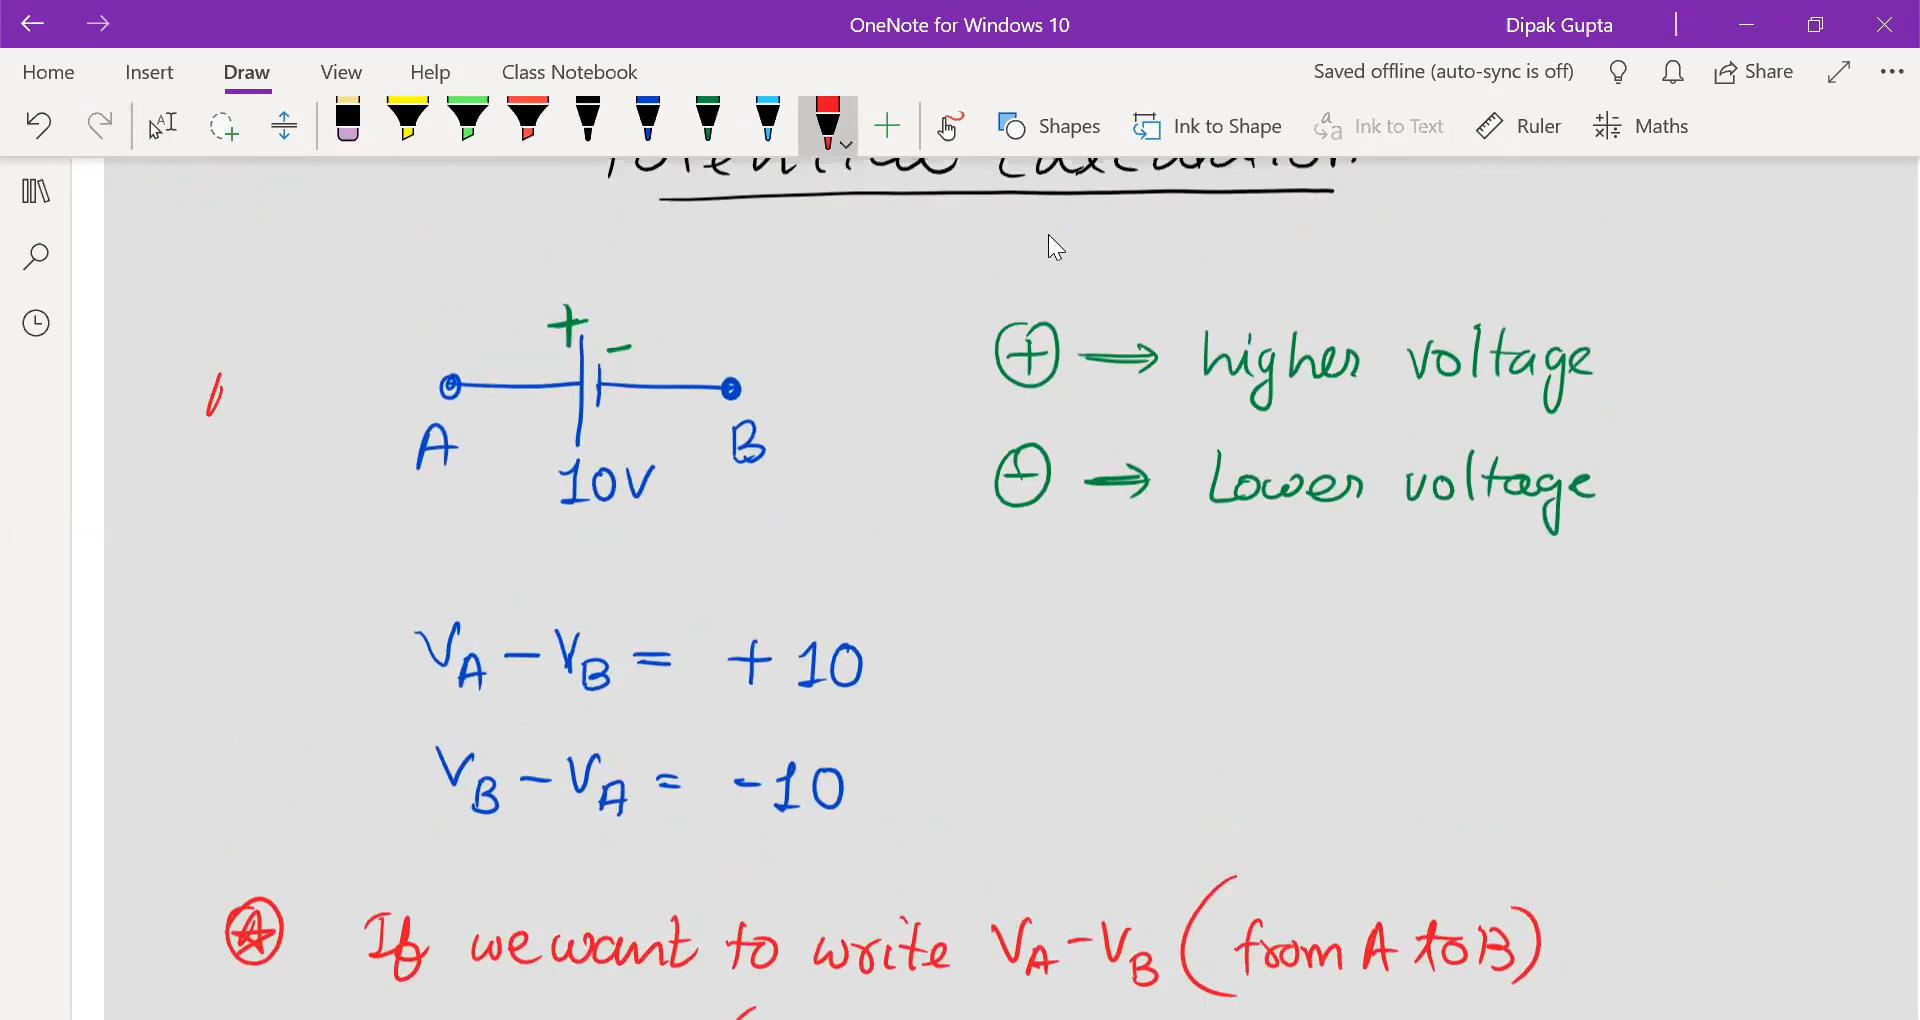 OneNote for Windows 10
Dipak Gupta
Home Insert Draw View Help Class Notebook
Saved offline (auto-sync is off)
Share
Shapes
Ink to Shape
Ink to Text
Ruler
Maths
Potential Calculation
+ -
A B
10V
+ → higher voltage
- → Lower voltage
VA - VB = + 10
VB - VA = -10
If we want to write VA - VB (from A to B)